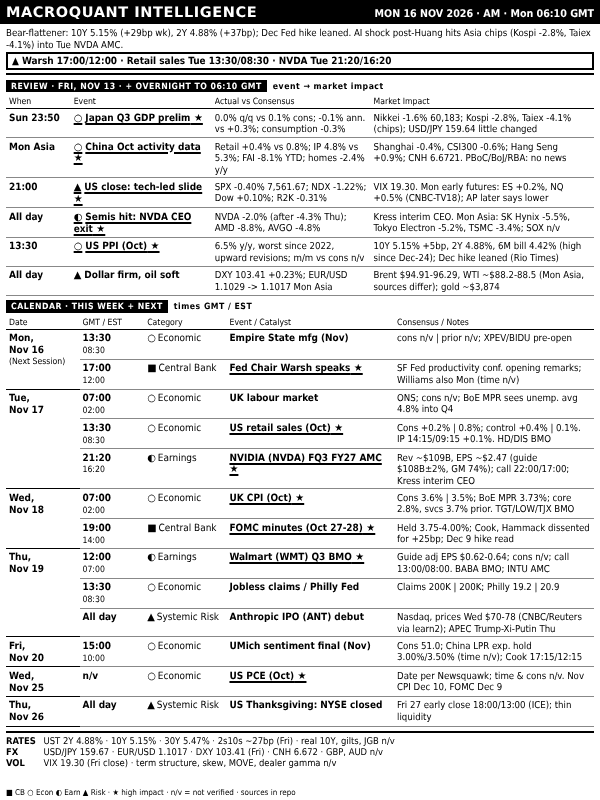 MACROQUANT INTELLIGENCE MON 16 NOV 2026 · AM · Mon 06:10 GMT
Bear-flattener: 10Y 5.15% (+29bp wk), 2Y 4.88% (+37bp); Dec Fed hike leaned. AI shock post-Huang hits Asia chips (Kospi -2.8%, Taiex
-4.1%) into Tue NVDA AMC.
▲ Warsh 17:00/12:00 · Retail sales Tue 13:30/08:30 · NVDA Tue 21:20/16:20
REVIEW · FRI, NOV 13 · + OVERNIGHT TO 06:10 GMT event → market impact
When Event Actual vs Consensus Market Impact
Sun 23:50 ○ Japan Q3 GDP prelim ★ 0.0% q/q vs 0.1% cons; -0.1% ann. Nikkei -1.6% 60,183; Kospi -2.8%, Taiex -4.1%
vs +0.3%; consumption -0.3% (chips); USD/JPY 159.64 little changed
Mon Asia ○ China Oct activity data Retail +0.4% vs 0.8%; IP 4.8% vs Shanghai -0.4%, CSI300 -0.6%; Hang Seng
★ 5.3%; FAI -8.1% YTD; homes -2.4% +0.9%; CNH 6.6721. PBoC/BoJ/RBA: no news
y/y
21:00 ▲ US close: tech-led slide SPX -0.40% 7,561.67; NDX -1.22%; VIX 19.30. Mon early futures: ES +0.2%, NQ
★ Dow +0.10%; R2K -0.31% +0.5% (CNBC-TV18); AP later says lower
All day ◐ Semis hit: NVDA CEO NVDA -2.0% (after -4.3% Thu); Kress interim CEO. Mon Asia: SK Hynix -5.5%,
exit ★ AMD -8.8%, AVGO -4.8% Tokyo Electron -5.2%, TSMC -3.4%; SOX n/v
13:30 ○ US PPI (Oct) ★ 6.5% y/y, worst since 2022, 10Y 5.15% +5bp, 2Y 4.88%, 6M bill 4.42% (high
upward revisions; m/m vs cons n/v since Dec-24); Dec hike leaned (Rio Times)
All day ▲ Dollar firm, oil soft DXY 103.41 +0.23%; EUR/USD Brent $94.91-96.29, WTI ~$88.2-88.5 (Mon Asia,
1.1029 -> 1.1017 Mon Asia sources differ); gold ~$3,874
CALENDAR · THIS WEEK + NEXT times GMT / EST
Date GMT / EST Category Event / Catalyst Consensus / Notes
Mon, 13:30 ○ Economic Empire State mfg (Nov) cons n/v | prior n/v; XPEV/BIDU pre-open
Nov 16 08:30
(Next Session)
17:00 ■ Central Bank Fed Chair Warsh speaks ★ SF Fed productivity conf. opening remarks;
12:00 Williams also Mon (time n/v)
Tue, 07:00 ○ Economic UK labour market ONS; cons n/v; BoE MPR sees unemp. avg
Nov 17 02:00 4.8% into Q4
13:30 ○ Economic US retail sales (Oct) ★ Cons +0.2% | 0.8%; control +0.4% | 0.1%.
08:30 IP 14:15/09:15 +0.1%. HD/DIS BMO
21:20 ◐ Earnings NVIDIA (NVDA) FQ3 FY27 AMC Rev ~$109B, EPS ~$2.47 (guide
16:20 ★ $108B±2%, GM 74%); call 22:00/17:00;
Kress interim CEO
Wed, 07:00 ○ Economic UK CPI (Oct) ★ Cons 3.6% | 3.5%; BoE MPR 3.73%; core
Nov 18 02:00 2.8%, svcs 3.7% prior. TGT/LOW/TJX BMO
19:00 ■ Central Bank FOMC minutes (Oct 27-28) ★ Held 3.75-4.00%; Cook, Hammack dissented
14:00 for +25bp; Dec 9 hike read
Thu, 12:00 ◐ Earnings Walmart (WMT) Q3 BMO ★ Guide adj EPS $0.62-0.64; cons n/v; call
Nov 19 07:00 13:00/08:00. BABA BMO; INTU AMC
13:30 ○ Economic Jobless claims / Philly Fed Claims 200K | 200K; Philly 19.2 | 20.9
08:30
All day ▲ Systemic Risk Anthropic IPO (ANT) debut Nasdaq, prices Wed $70-78 (CNBC/Reuters
via learn2); APEC Trump-Xi-Putin Thu
Fri, 15:00 ○ Economic UMich sentiment final (Nov) Cons 51.0; China LPR exp. hold
Nov 20 10:00 3.00%/3.50% (time n/v); Cook 17:15/12:15
Wed, n/v ○ Economic US PCE (Oct) ★ Date per Newsquawk; time & cons n/v. Nov
Nov 25 CPI Dec 10, FOMC Dec 9
Thu, All day ▲ Systemic Risk US Thanksgiving: NYSE closed Fri 27 early close 18:00/13:00 (ICE); thin
Nov 26 liquidity
RATES UST 2Y 4.88% · 10Y 5.15% · 30Y 5.47% · 2s10s ~27bp (Fri) · real 10Y, gilts, JGB n/v
FX USD/JPY 159.67 · EUR/USD 1.1017 · DXY 103.41 (Fri) · CNH 6.672 · GBP, AUD n/v
VOL VIX 19.30 (Fri close) · term structure, skew, MOVE, dealer gamma n/v
■ CB ○ Econ ◐ Earn ▲ Risk · ★ high impact · n/v = not verified · sources in repo